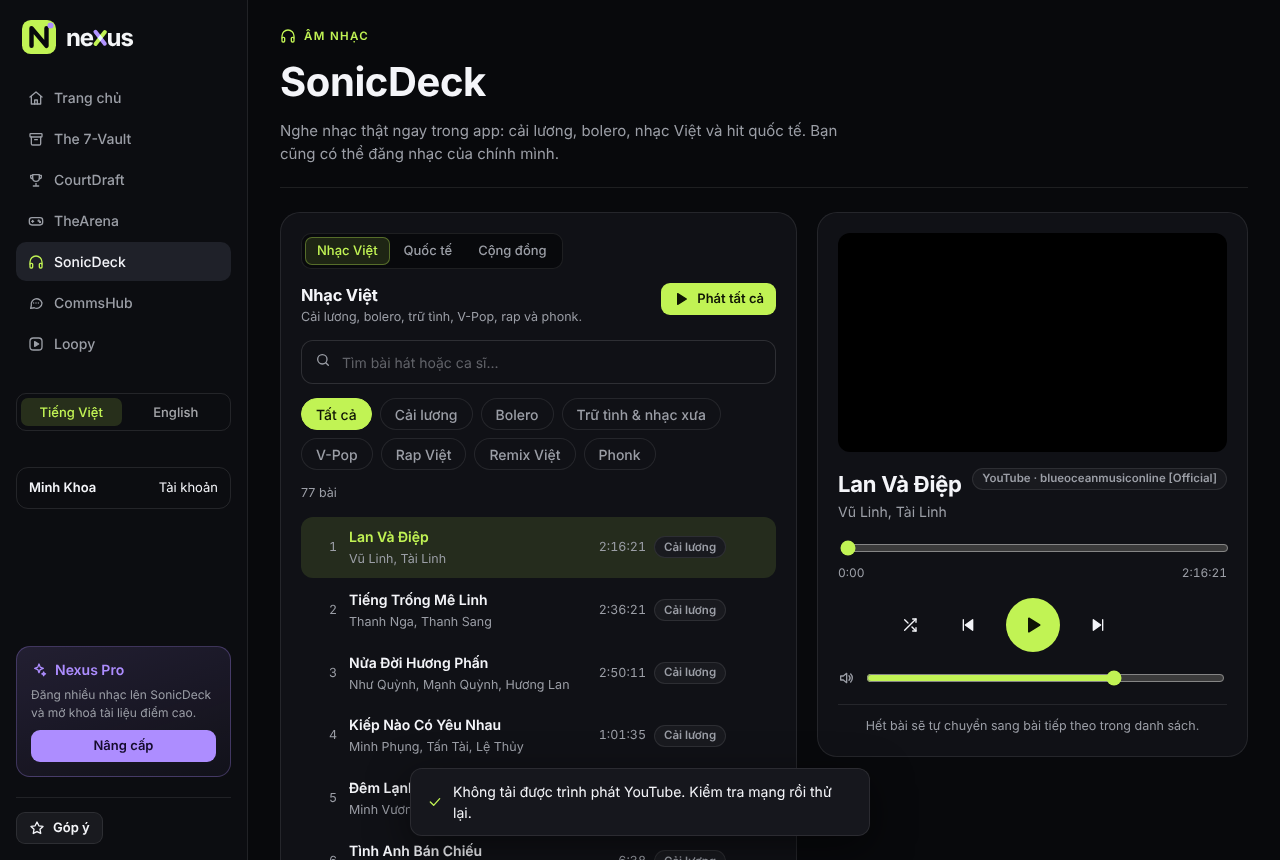 nexus
Trang chủ
The 7-Vault
CourtDraft
TheArena
SonicDeck
CommsHub
Loopy
Tiếng Việt
English
Minh Khoa
Tài khoản
Nexus Pro
Đăng nhiều nhạc lên SonicDeck
và mở khoá tài liệu điểm cao.
Nâng cấp
Góp ý
ÂM NHẠC
SonicDeck
Nghe nhạc thật ngay trong app: cải lương, bolero, nhạc Việt và hit quốc tế. Bạn
cũng có thể đăng nhạc của chính mình.
Nhạc Việt
Quốc tế
Cộng đồng
Nhạc Việt
Cải lương, bolero, trữ tình, V-Pop, rap và phonk.
Phát tất cả
Tìm bài hát hoặc ca sĩ...
Tất cả
Cải lương
Bolero
Trữ tình & nhạc xưa
V-Pop
Rap Việt
Remix Việt
Phonk
77 bài
1
Lan Và Điệp
Vũ Linh, Tài Linh
2:16:21
Cải lương
2
Tiếng Trống Mê Linh
Thanh Nga, Thanh Sang
2:36:21
Cải lương
3
Nửa Đời Hương Phấn
Như Quỳnh, Mạnh Quỳnh, Hương Lan
2:50:11
Cải lương
4
Kiếp Nào Có Yêu Nhau
Minh Phụng, Tấn Tài, Lệ Thủy
1:01:35
Cải lương
5
Đêm Lạnh
Minh Vươn
6
Tình Anh Bán Chiếu
6:38
Cải lương
Lan Và Điệp
YouTube · blueoceanmusiconline [Official]
Vũ Linh, Tài Linh
0:00
2:16:21
Hết bài sẽ tự chuyển sang bài tiếp theo trong danh sách.
Không tải được trình phát YouTube. Kiểm tra mạng rồi thử
lại.